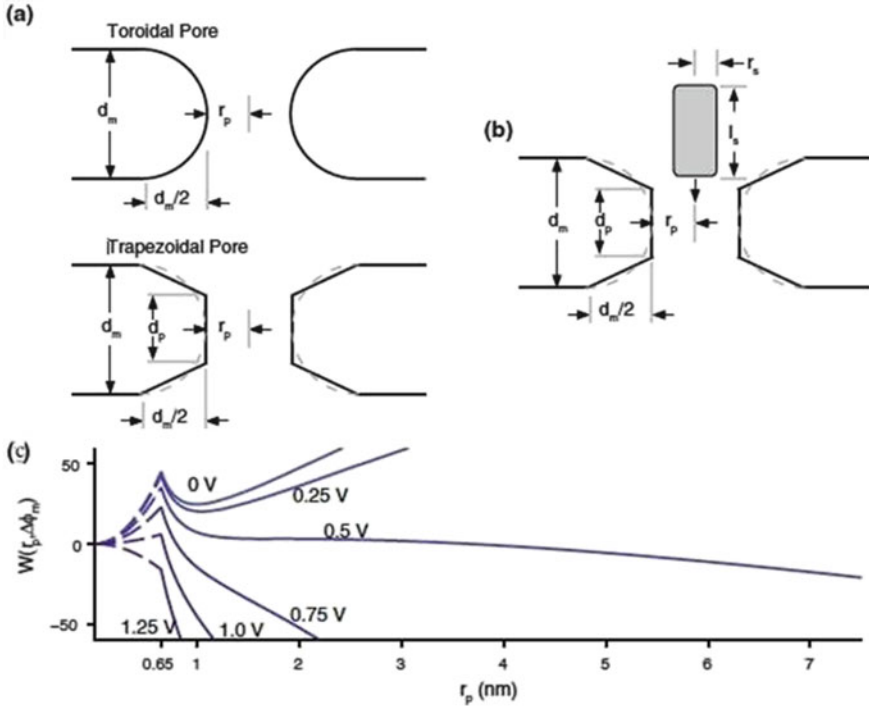 (a)
Toroidal Pore
d_m
r_p
d_m/2
Trapezoidal Pore
d_m
d_p
r_p
d_m/2
(b)
r_s
l_s
d_m
d_p
r_p
d_m/2
(c)
W(r_p,Δϕ_m)
50
0
−50
0 V
0.25 V
0.5 V
0.75 V
1.0 V
1.25 V
0.65 1 2 3 4 5 6 7
r_p (nm)